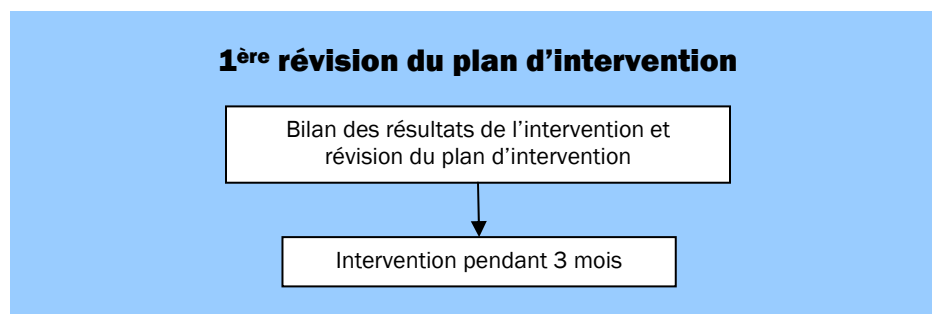 1ère révision du plan d’intervention
Bilan des résultats de l’intervention et
révision du plan d’intervention
Intervention pendant 3 mois